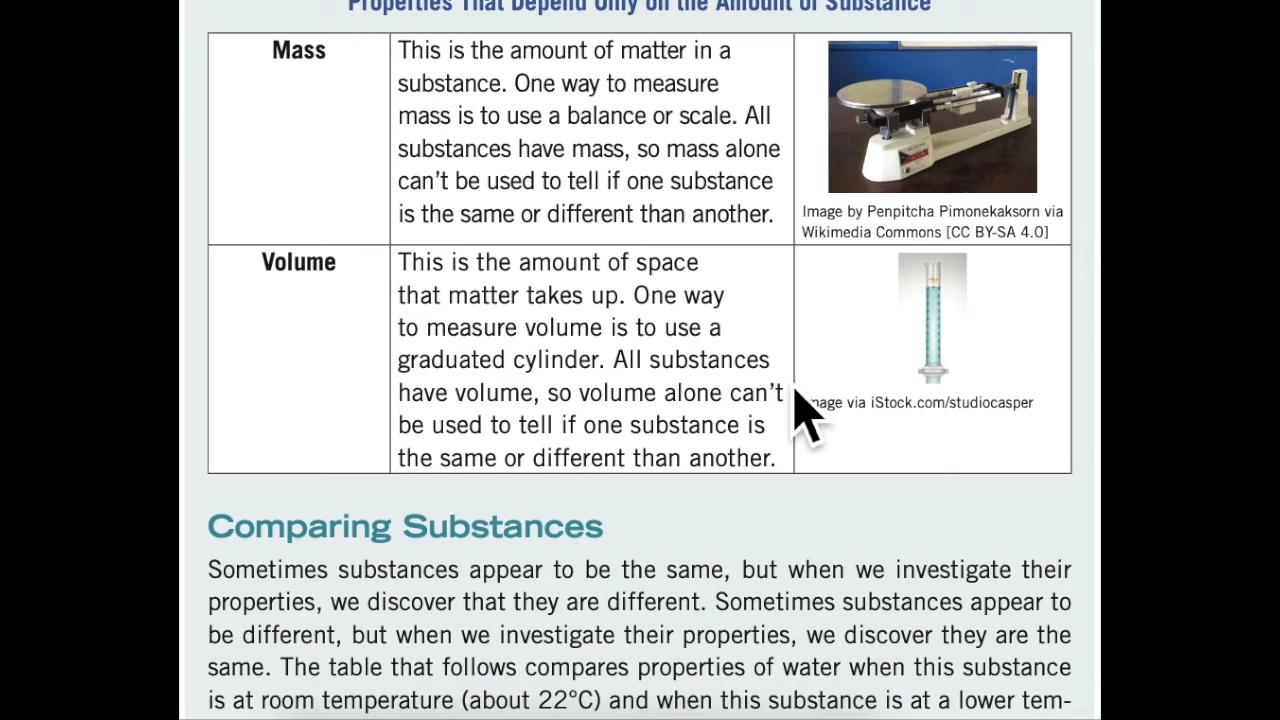 Properties That Depend Only on the Amount of Substance
Mass
This is the amount of matter in a
substance. One way to measure
mass is to use a balance or scale. All
substances have mass, so mass alone
can’t be used to tell if one substance
is the same or different than another.
Image by Penpitcha Pimonekaksorn via
Wikimedia Commons [CC BY-SA 4.0]
Volume
This is the amount of space
that matter takes up. One way
to measure volume is to use a
graduated cylinder. All substances
have volume, so volume alone can’t
be used to tell if one substance is
the same or different than another.
via iStock.com/studiocasper
Comparing Substances
Sometimes substances appear to be the same, but when we investigate their
properties, we discover that they are different. Sometimes substances appear to
be different, but when we investigate their properties, we discover they are the
same. The table that follows compares properties of water when this substance
is at room temperature (about 22°C) and when this substance is at a lower tem-